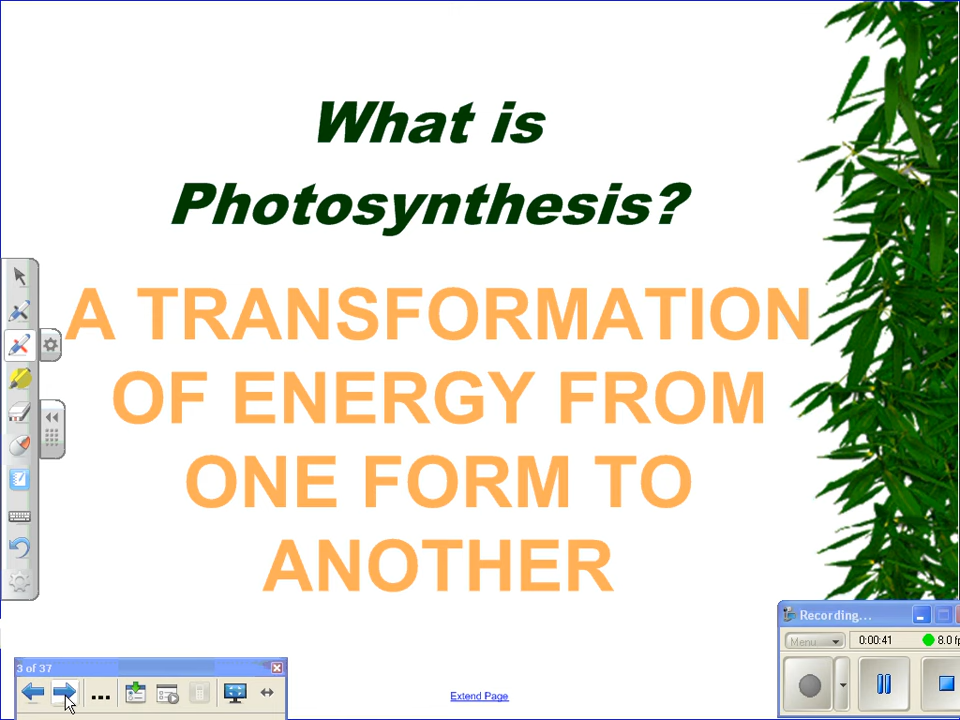 What is
Photosynthesis?
A TRANSFORMATION
OF ENERGY FROM
ONE FORM TO
ANOTHER
Recording...
Menu
0:00:41
8.0 fp
3 of 37
Extend Page